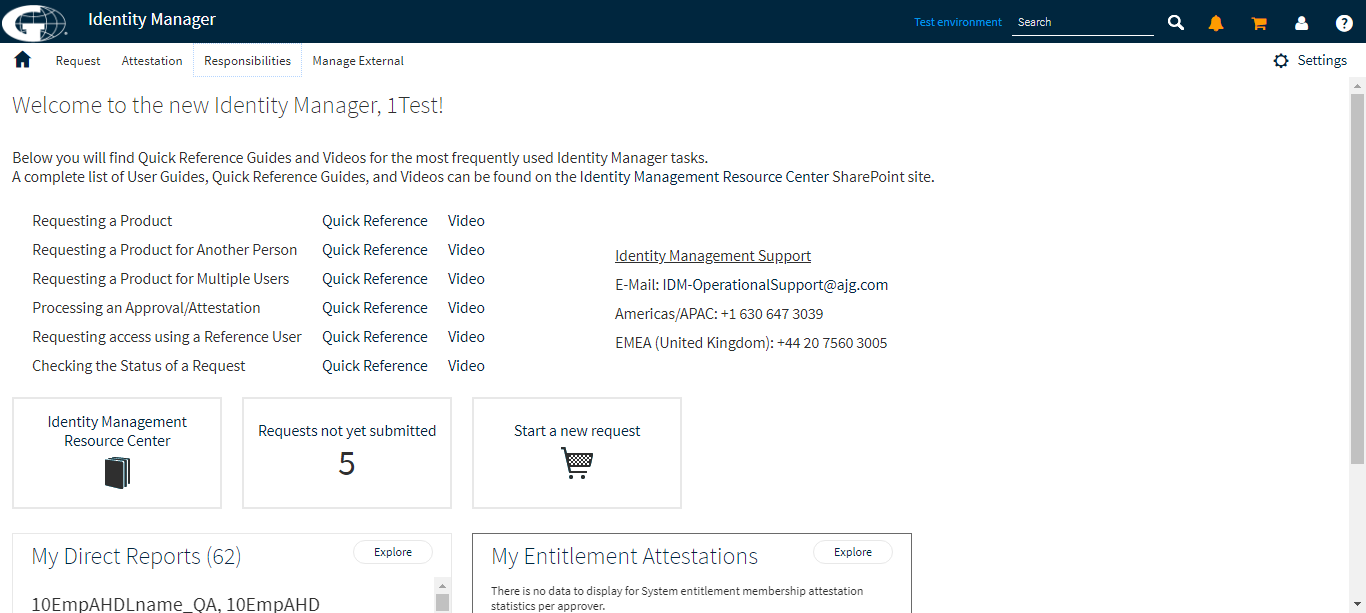 Identity Manager
Test environment
Search
Request Attestation Responsibilities Manage External
Settings
Welcome to the new Identity Manager, 1Test!
Below you will find Quick Reference Guides and Videos for the most frequently used Identity Manager tasks.
A complete list of User Guides, Quick Reference Guides, and Videos can be found on the Identity Management Resource Center SharePoint site.
Requesting a Product Quick Reference Video
Requesting a Product for Another Person Quick Reference Video
Requesting a Product for Multiple Users Quick Reference Video
Processing an Approval/Attestation Quick Reference Video
Requesting access using a Reference User Quick Reference Video
Checking the Status of a Request Quick Reference Video
Identity Management Support
E-Mail: IDM-OperationalSupport@ajg.com
Americas/APAC: +1 630 647 3039
EMEA (United Kingdom): +44 20 7560 3005
Identity Management
Resource Center
Requests not yet submitted
5
Start a new request
My Direct Reports (62)
Explore
10EmpAHDLname_QA, 10EmpAHD
My Entitlement Attestations
Explore
There is no data to display for System entitlement membership attestation
statistics per approver.